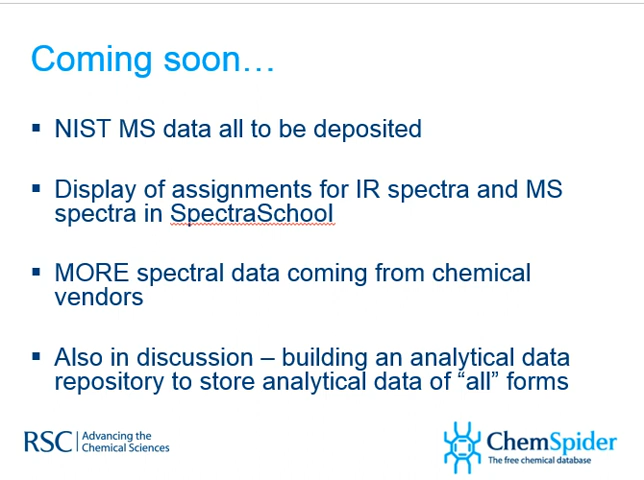 Coming soon…
▪ NIST MS data all to be deposited
▪ Display of assignments for IR spectra and MS
spectra in SpectraSchool
▪ MORE spectral data coming from chemical
vendors
▪ Also in discussion – building an analytical data
repository to store analytical data of “all” forms
RSC | Advancing the
Chemical Sciences
ChemSpider
The free chemical database